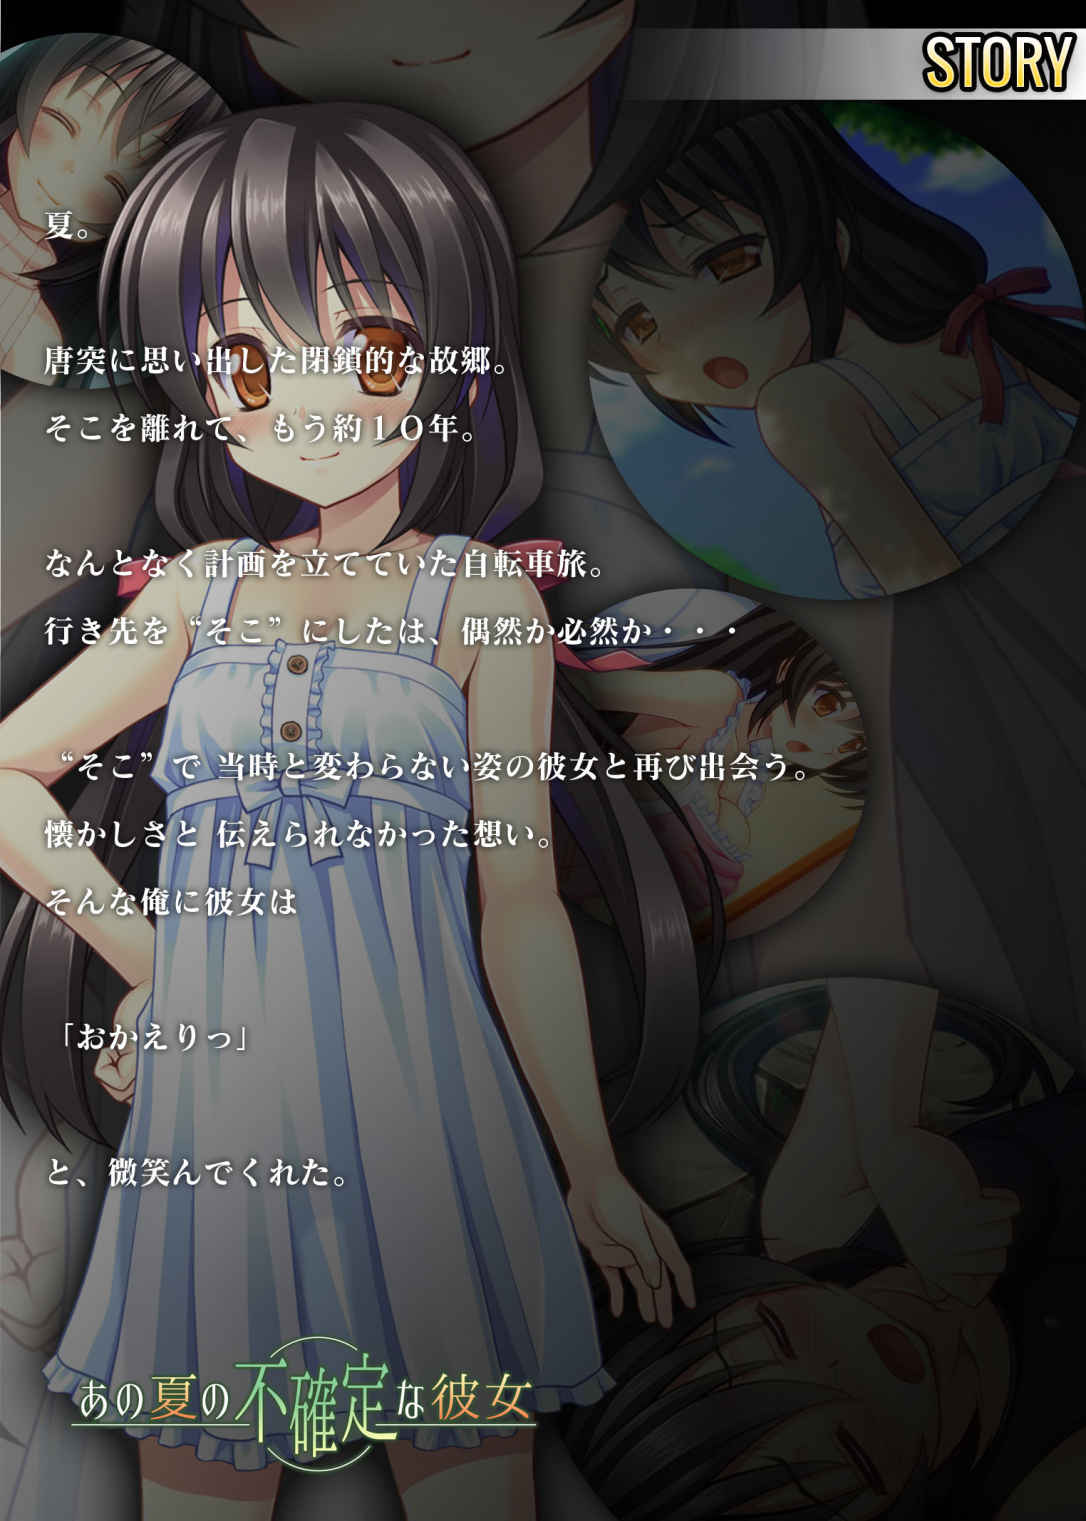 STORY
夏。
唐突に思い出した閉鎖的な故郷。
そこを離れて、もう約１０年。
なんとなく計画を立てていた自転車旅。
行き先を“そこ”にしたは、偶然か必然か・・・
“そこ”で 当時と変わらない姿の彼女と再び出会う。
懐かしさと 伝えられなかった想い。
そんな俺に彼女は
「おかえりっ」
と、微笑んでくれた。
あの夏の不確定な彼女